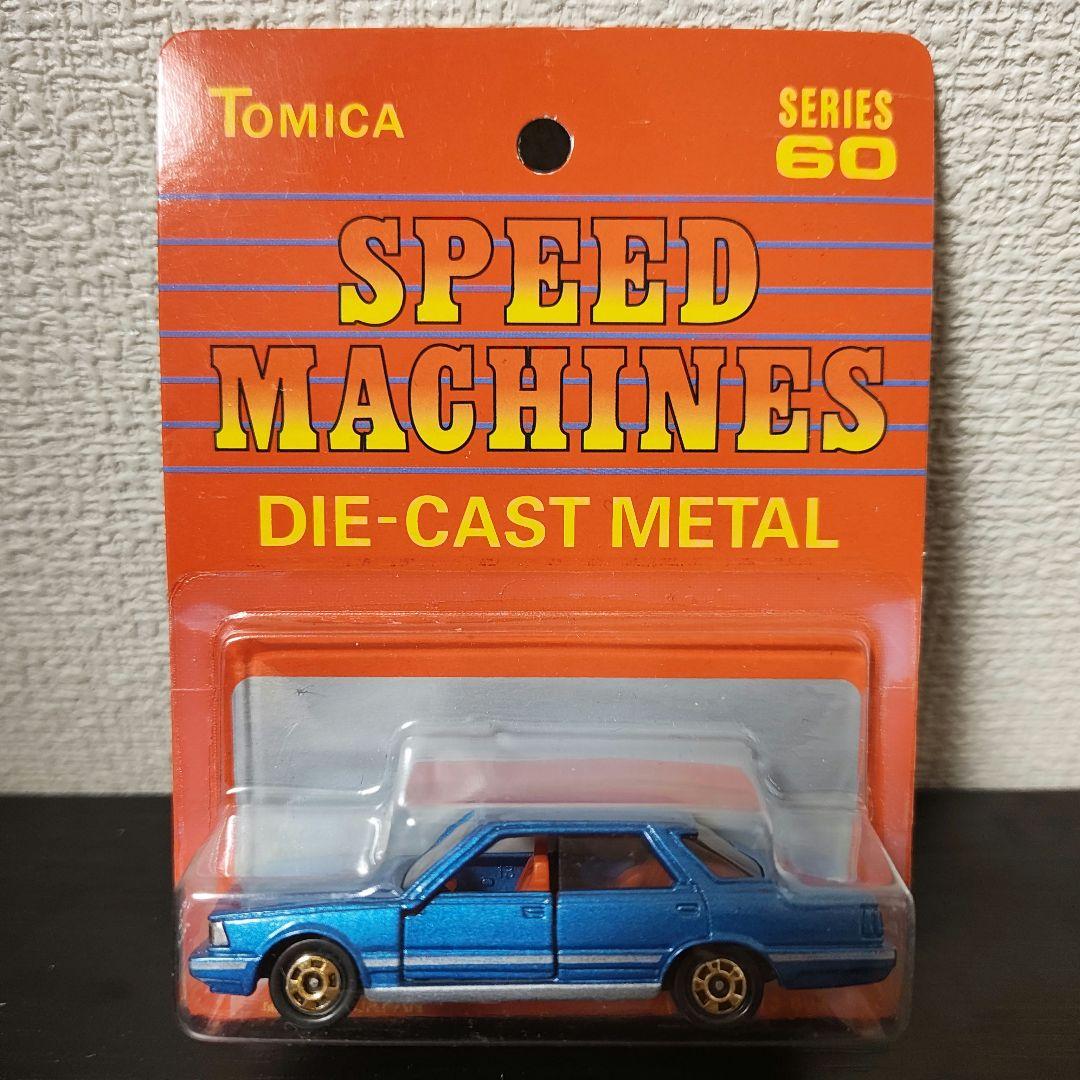 TOMICA
SERIES
60
SPEED
MACHINES
DIE-CAST METAL